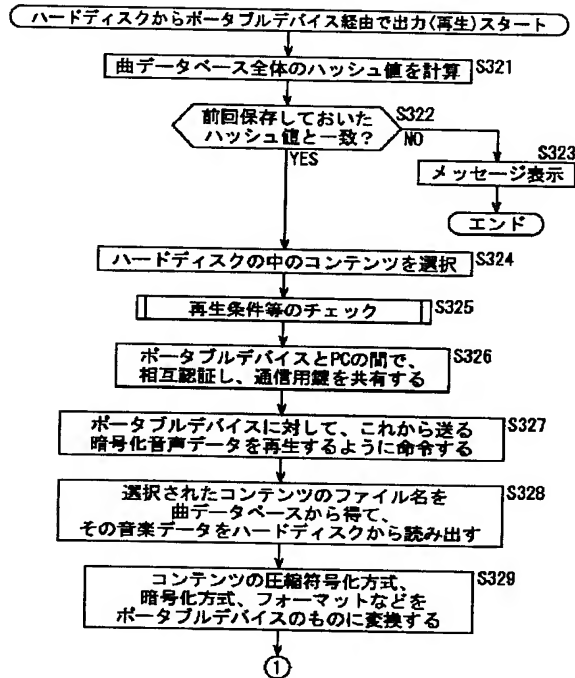 ハードディスクからポータブルデバイス経由で出力(再生)スタート
曲データベース全体のハッシュ値を計算 S321
前回保存しておいた
ハッシュ値と一致?
S322
NO
YES
S323
メッセージ表示
エンド
ハードディスクの中のコンテンツを選択 S324
再生条件等のチェック S325
ポータブルデバイスとPCの間で、
相互認証し、通信用鍵を共有する
S326
ポータブルデバイスに対して、これから送る
暗号化音声データを再生するように命令する
S327
選択されたコンテンツのファイル名を
曲データベースから得て、
その音楽データをハードディスクから読み出す
S328
コンテンツの圧縮符号化方式、
暗号化方式、フォーマットなどを
ポータブルデバイスのものに変換する
S329
①